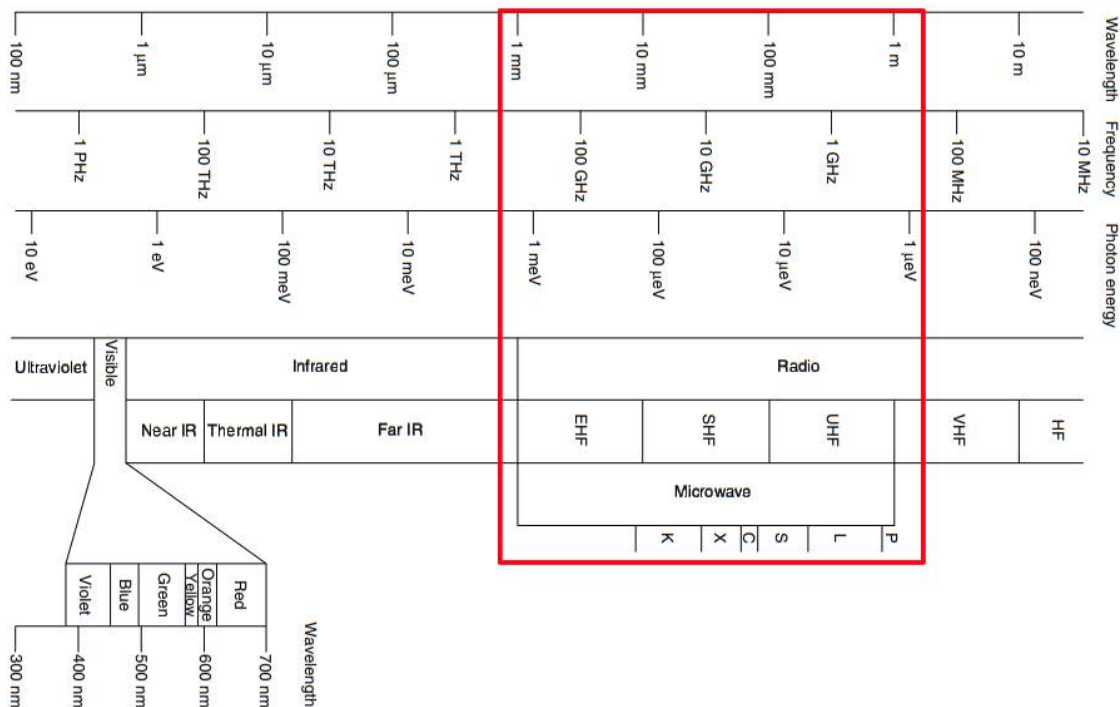 100 nm 1 μm 10 μm 100 μm 1 mm 10 mm 100 mm 1 m 10 m Wavelength
1 PHz 100 THz 10 THz 1 THz 100 GHz 10 GHz 1 GHz 100 MHz 10 MHz Frequency
10 eV 1 eV 100 meV 10 meV 1 meV 100 μeV 10 μeV 1 μeV 100 neV Photon energy
Ultraviolet Visible Infrared Radio
Near IR Thermal IR Far IR EHF SHF UHF VHF HF
Microwave
K X C S L P
Violet Blue Green Yellow Orange Red
300 nm 400 nm 500 nm 600 nm 700 nm Wavelength